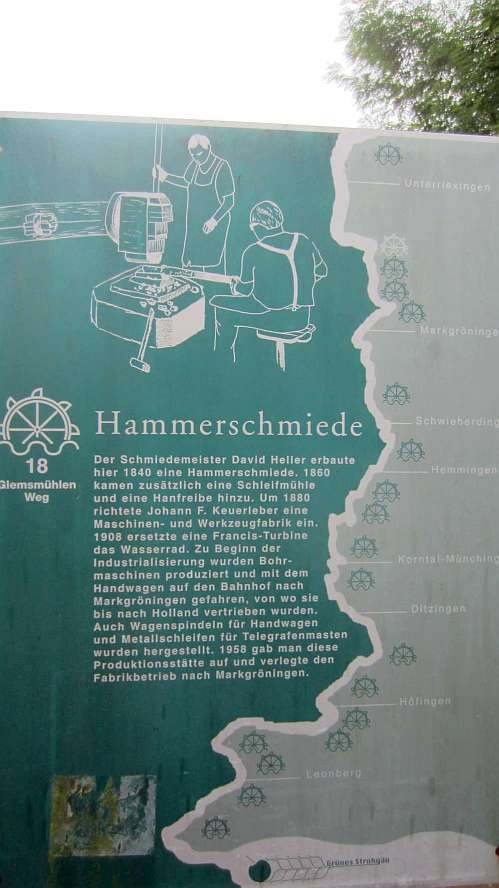 Unterriexingen
Markgröninge
Schwieberding
Hemmingen
Korntal-Münching
Ditzingen
Höfingen
Leonberg
18
Glemsmühlen
Weg
Hammerschmiede
Der Schmiedemeister David Heller erbaute
hier 1840 eine Hammerschmiede. 1860
kamen zusätzlich eine Schleifmühle
und eine Hanfreibe hinzu. Um 1880
richtete Johann F. Keuerleber eine
Maschinen- und Werkzeugfabrik ein.
1908 ersetzte eine Francis-Turbine
das Wasserrad. Zu Beginn der
Industrialisierung wurden Bohr-
maschinen produziert und mit dem
Handwagen auf den Bahnhof nach
Markgröningen gefahren, von wo sie
bis nach Holland vertrieben wurden.
Auch Wagenspindeln für Handwagen
und Metallschleifen für Telegrafenmasten
wurden hergestellt. 1958 gab man diese
Produktionsstätte auf und verlegte den
Fabrikbetrieb nach Markgröningen.
Grünes Strohgäu